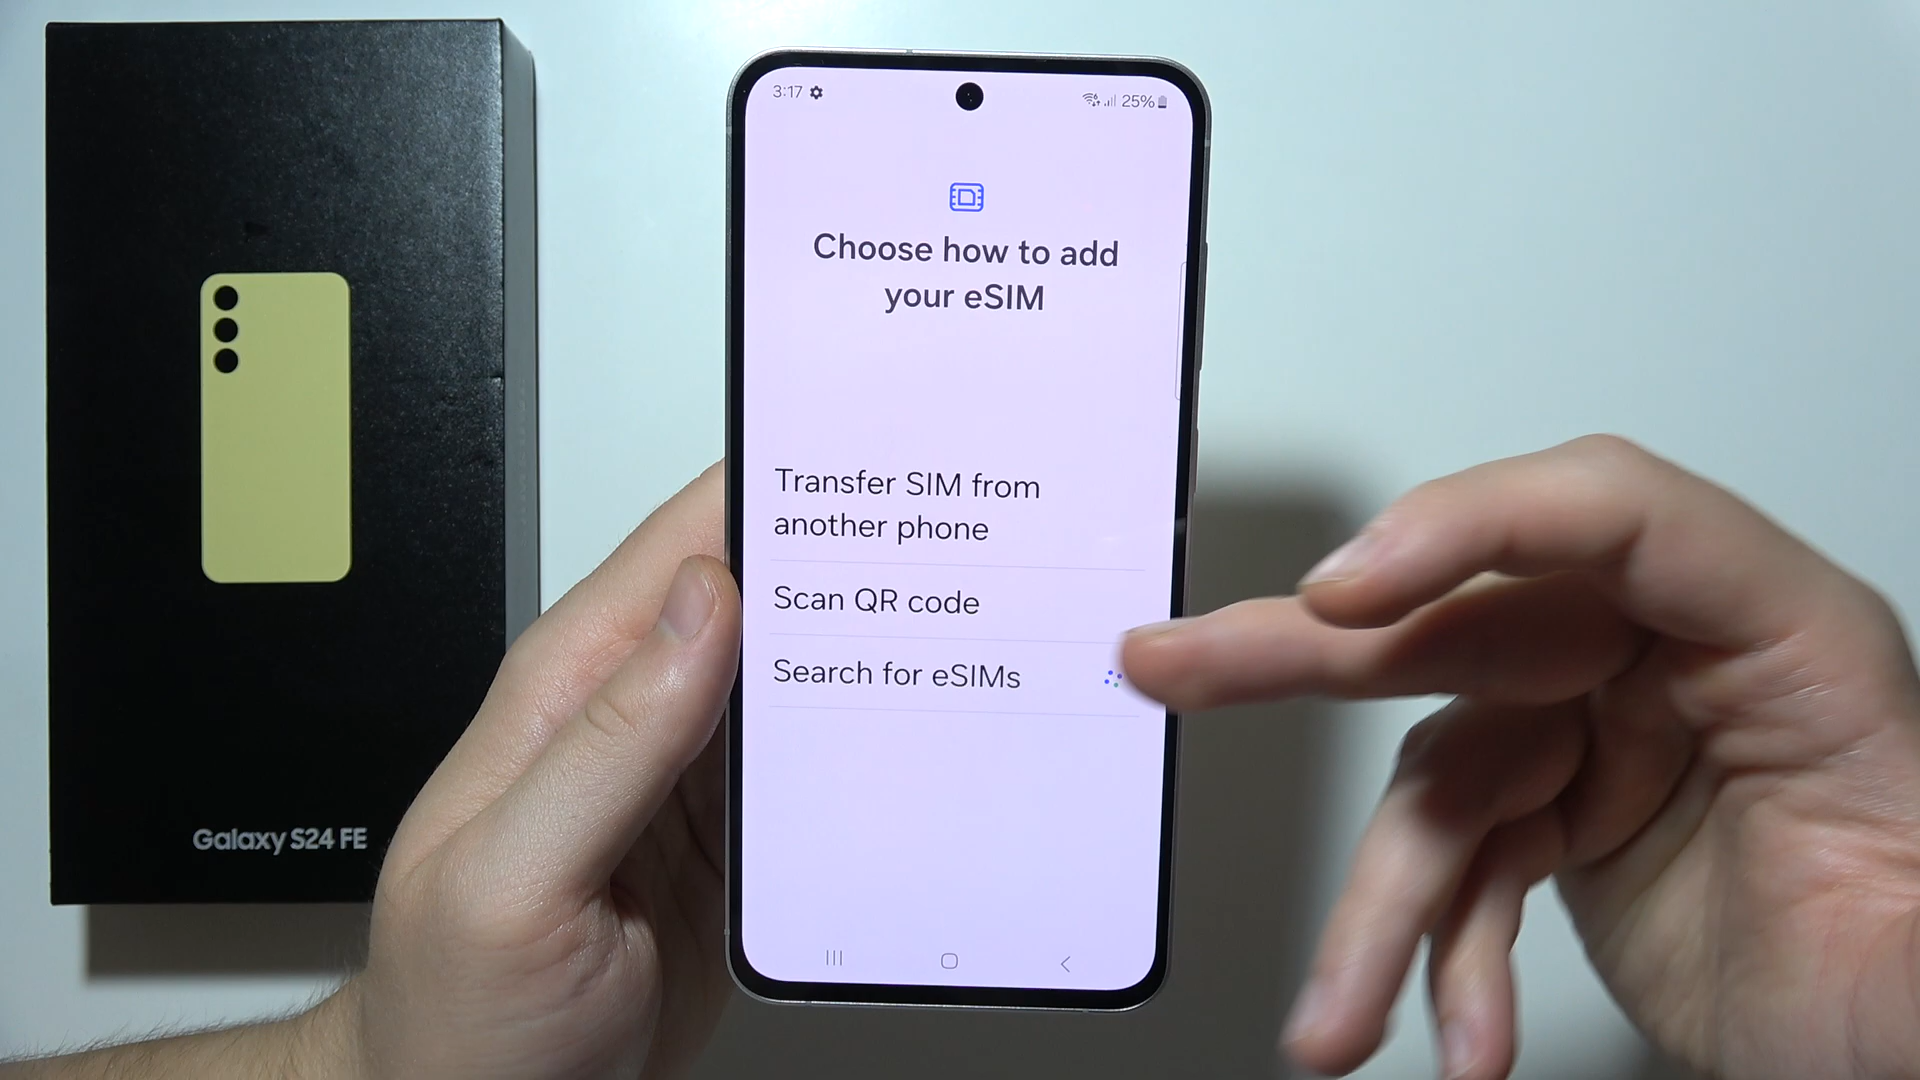 3:17
25%
Choose how to add
your eSIM
Transfer SIM from
another phone
Scan QR code
Search for eSIMs
Galaxy S24 FE